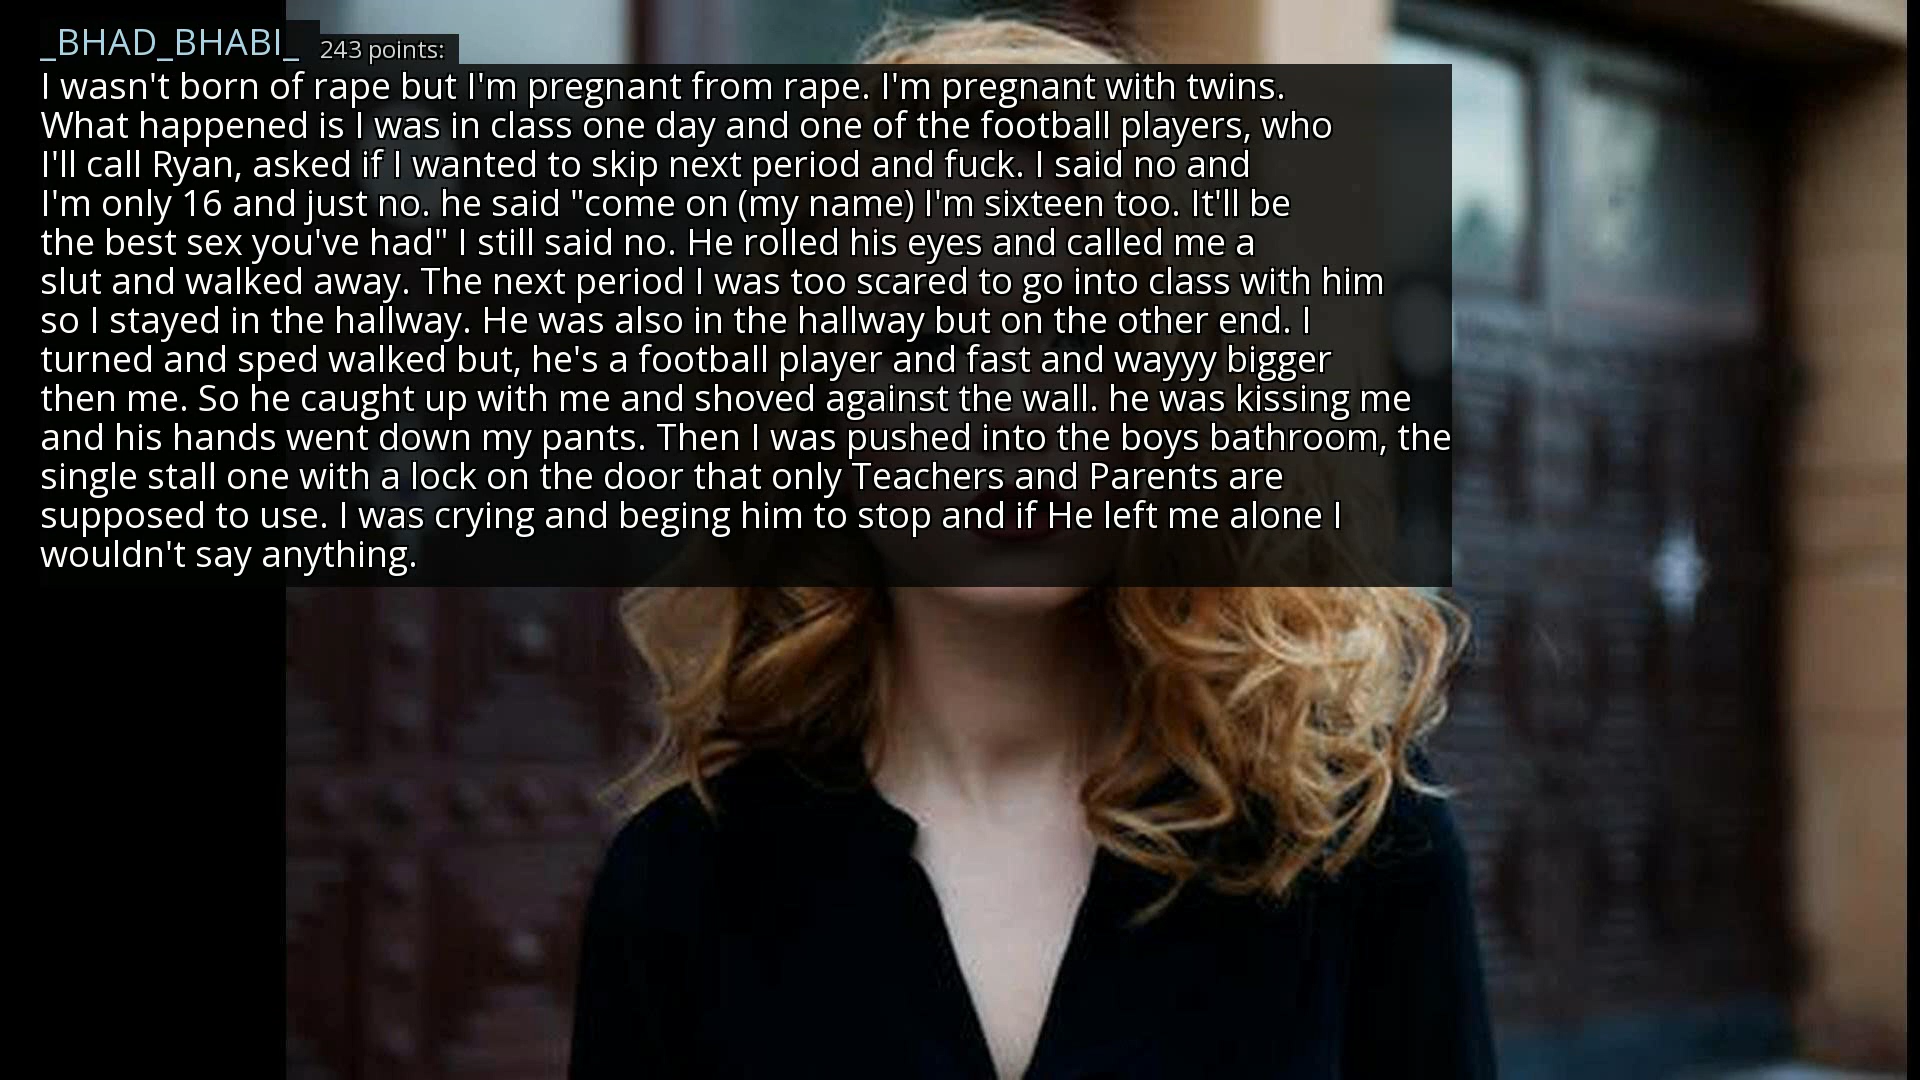 _BHAD_BHABI_ 243 points:
I wasn't born of rape but I'm pregnant from rape. I'm pregnant with twins.
What happened is I was in class one day and one of the football players, who
I'll call Ryan, asked if I wanted to skip next period and fuck. I said no and
I'm only 16 and just no. he said "come on (my name) I'm sixteen too. It'll be
the best sex you've had" I still said no. He rolled his eyes and called me a
slut and walked away. The next period I was too scared to go into class with him
so I stayed in the hallway. He was also in the hallway but on the other end. I
turned and sped walked but, he's a football player and fast and wayyy bigger
then me. So he caught up with me and shoved against the wall. he was kissing me
and his hands went down my pants. Then I was pushed into the boys bathroom, the
single stall one with a lock on the door that only Teachers and Parents are
supposed to use. I was crying and beging him to stop and if He left me alone I
wouldn't say anything.